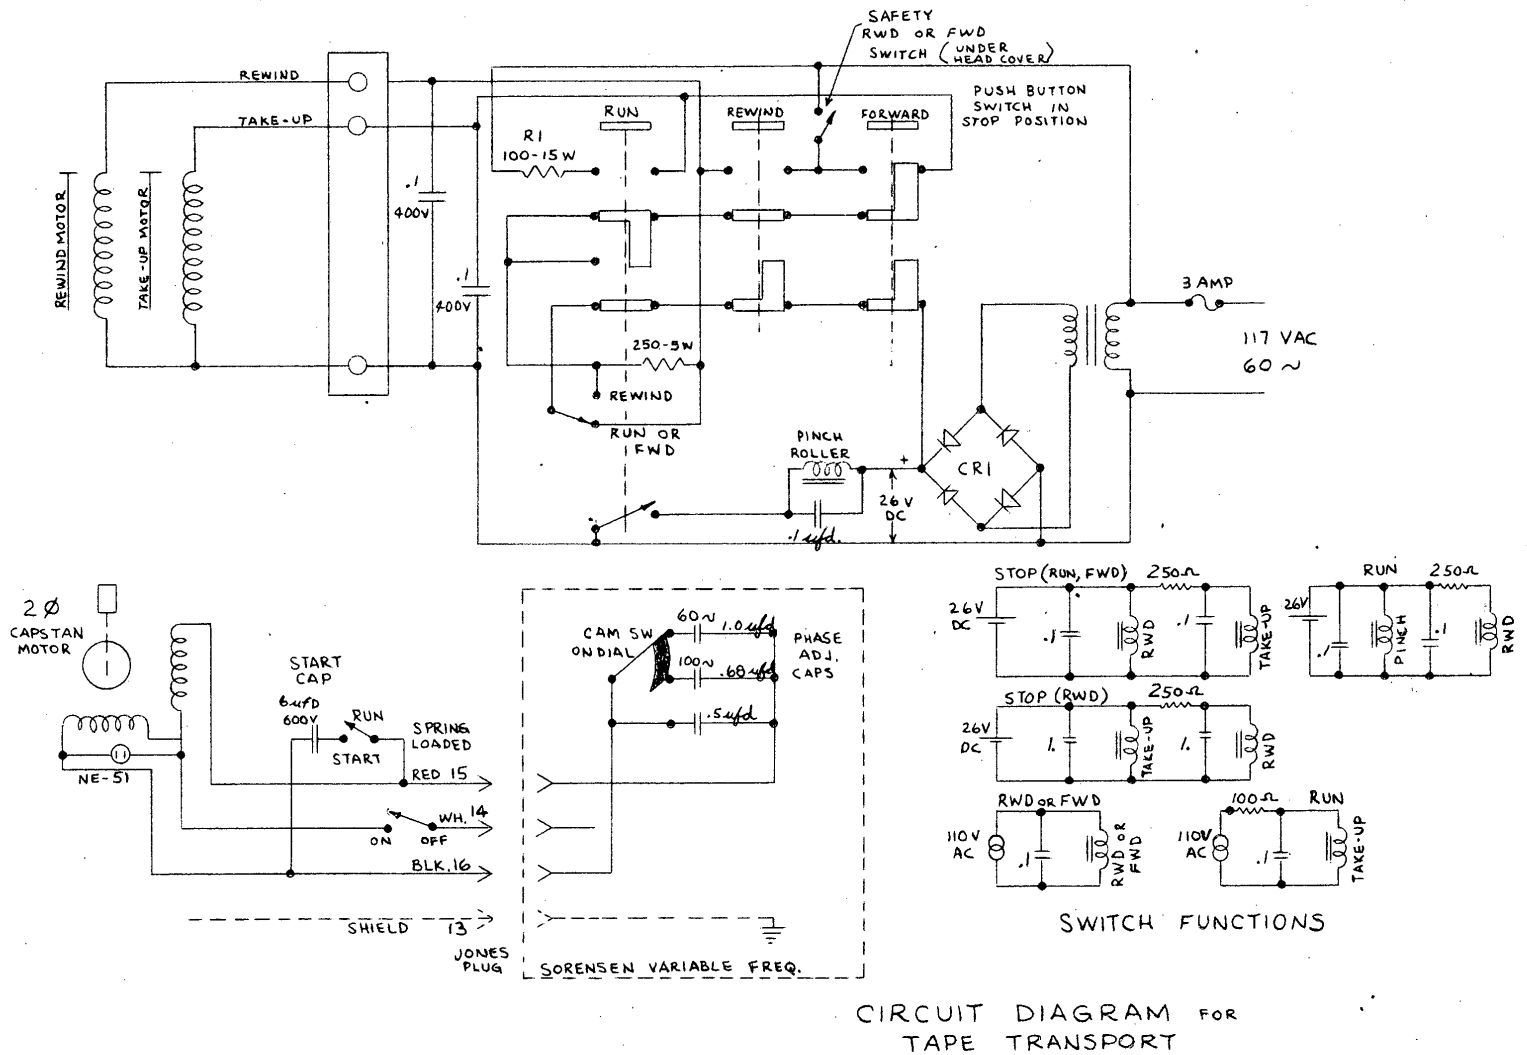 SAFETY
RWD OR FWD
SWITCH (UNDER
HEAD COVER)
REWIND
TAKE-UP
RUN
REWIND
FORWARD
PUSH BUTTON
SWITCH IN
STOP POSITION
R1
100-15W
.1
400V
.1
400V
REWIND MOTOR
TAKE-UP MOTOR
250-5W
REWIND
RUN OR
FWD
3 AMP
117 VAC
60 ~
PINCH
ROLLER
+
CR1
26V
DC
.1 ufd.
2Ø
CAPSTAN
MOTOR
START
CAP
6 ufD
600V
RUN
START
SPRING
LOADED
NE-51
RED 15
WH. 14
ON
OFF
BLK. 16
SHIELD 13
JONES
PLUG
CAM SW
ON DIAL
60~
1.0 ufd
100~
.68 ufd
.5 ufd
PHASE
ADJ.
CAPS
SORENSEN VARIABLE FREQ.
STOP (RUN, FWD) 250Ω
26V
DC
.1
RWD
.1
TAKE-UP
RUN 250Ω
26V
.1
PINCH
.1
RWD
STOP (RWD) 250Ω
26V
DC
1.
TAKE-UP
1.
RWD
RWD OR FWD
110V
AC
.1
RWD OR
FWD
100Ω RUN
110V.
AC
.1
TAKE-UP
SWITCH FUNCTIONS
CIRCUIT DIAGRAM FOR
TAPE TRANSPORT